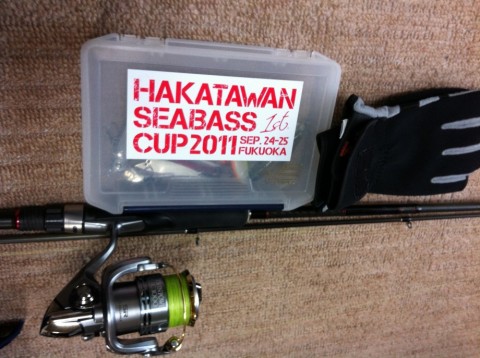 HAKATAWAN
SEABASS 1st.
CUP 2011 SEP. 24-25
FUKUOKA